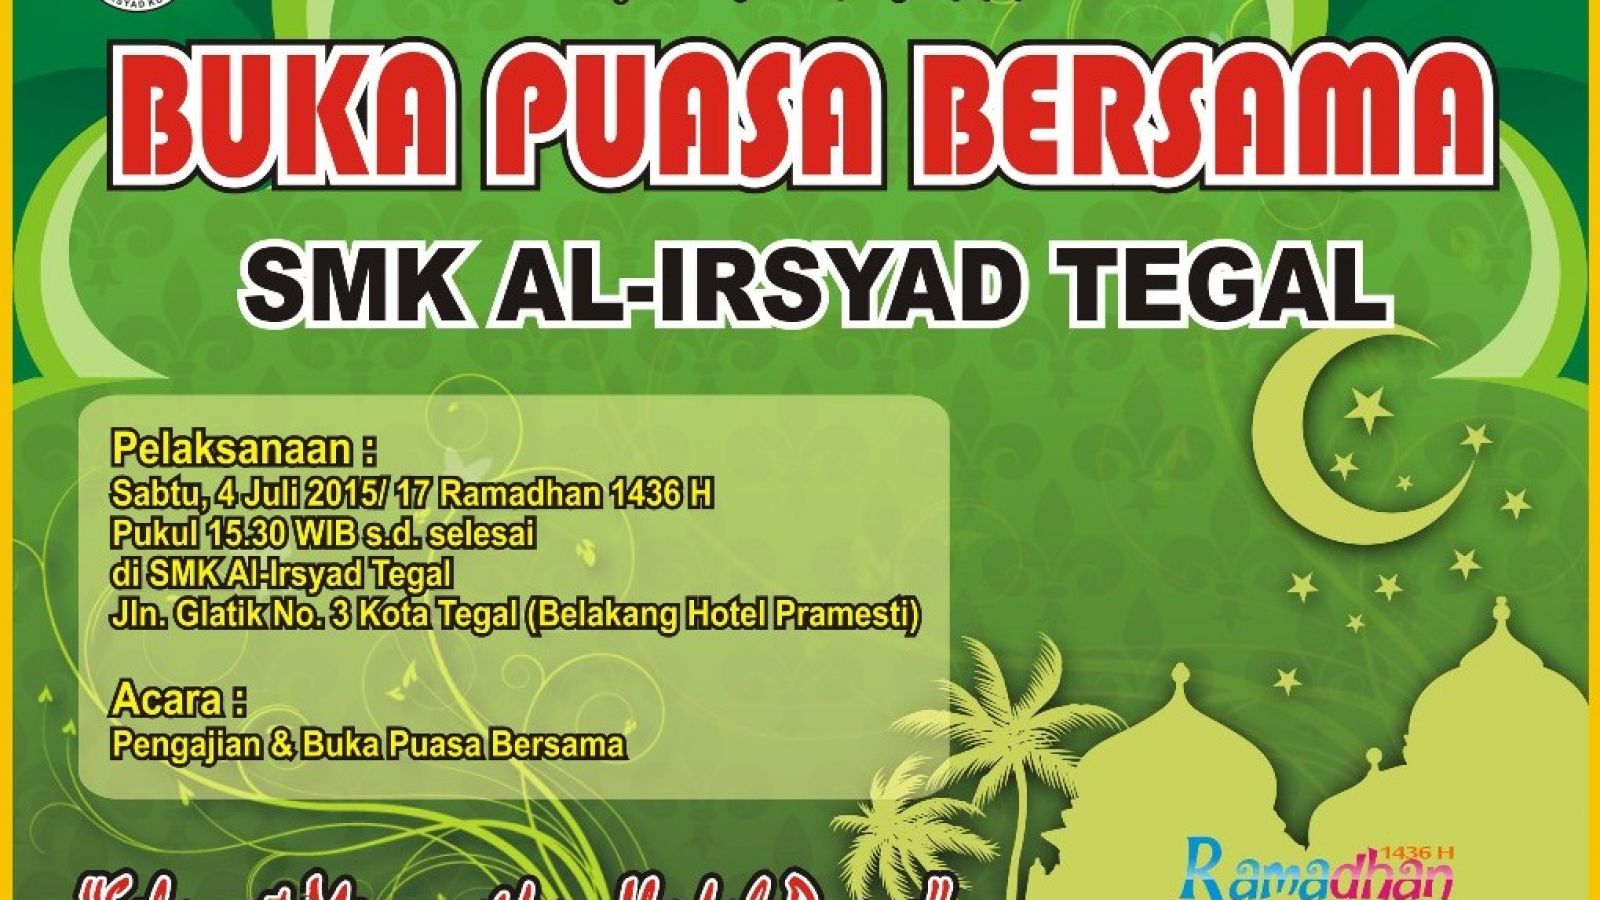 BUKA PUASA BERSAMA
SMK AL-IRSYAD TEGAL
Pelaksanaan :
Sabtu, 4 Juli 2015/ 17 Ramadhan 1436 H
Pukul 15.30 WIB s.d. selesai
di SMK Al-Irsyad Tegal
Jln. Glatik No. 3 Kota Tegal (Belakang Hotel Pramesti)
Acara :
Pengajian & Buka Puasa Bersama
1436 H
Ramadhan